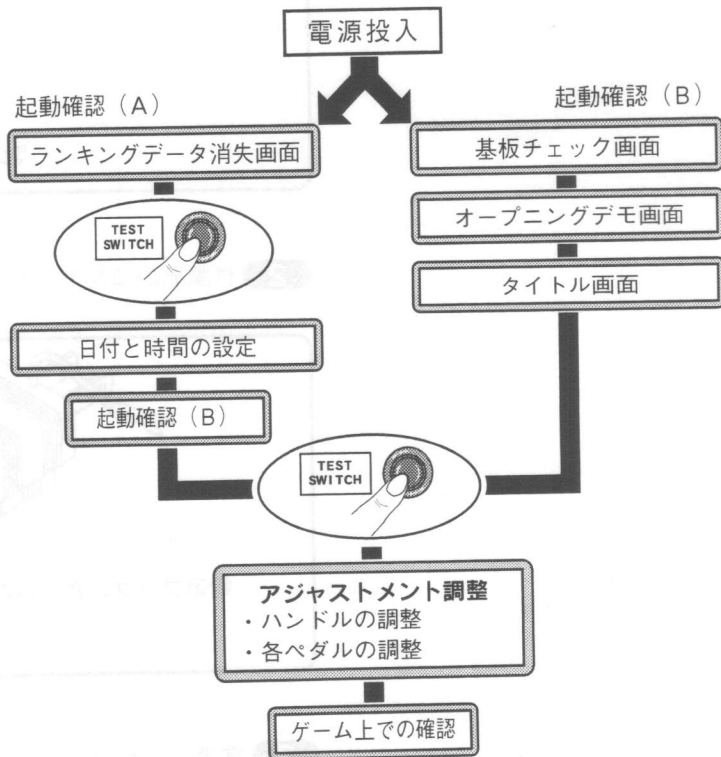 電源投入
起動確認（A）
ランキングデータ消失画面
TEST
SWITCH
日付と時間の設定
起動確認（B）
起動確認（B）
基板チェック画面
オープニングデモ画面
タイトル画面
TEST
SWITCH
アジャストメント調整
・ハンドルの調整
・各ペダルの調整
ゲーム上での確認